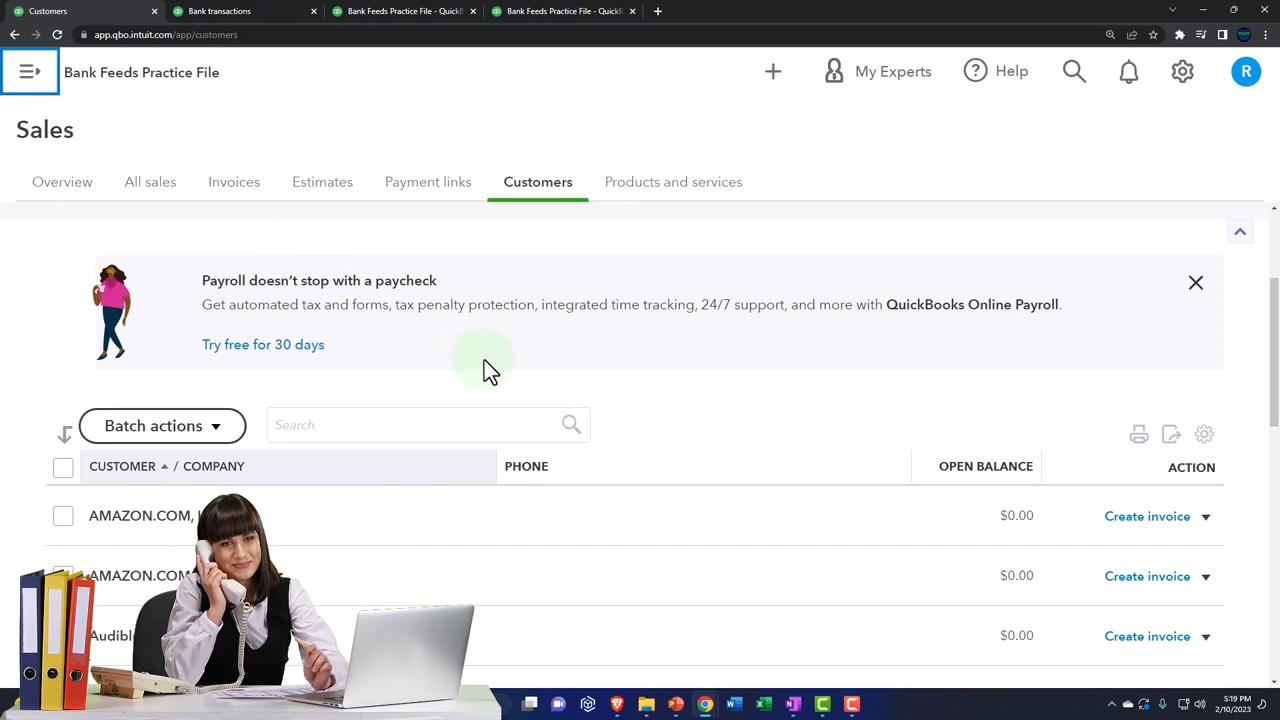 Customers
Bank transactions
Bank Feeds Practice File - QuickB
Bank Feeds Practice File - QuickB
app.qbo.intuit.com/app/customers
Bank Feeds Practice File
My Experts
Help
R
Sales
Overview
All sales
Invoices
Estimates
Payment links
Customers
Products and services
Payroll doesn't stop with a paycheck
Get automated tax and forms, tax penalty protection, integrated time tracking, 24/7 support, and more with QuickBooks Online Payroll.
Try free for 30 days
Batch actions
Search
CUSTOMER / COMPANY
PHONE
OPEN BALANCE
ACTION
AMAZON.COM,
$0.00
Create invoice
AMAZON.COM
$0.00
Create invoice
Audibl
$0.00
Create invoice
5:19 PM
2/10/2023